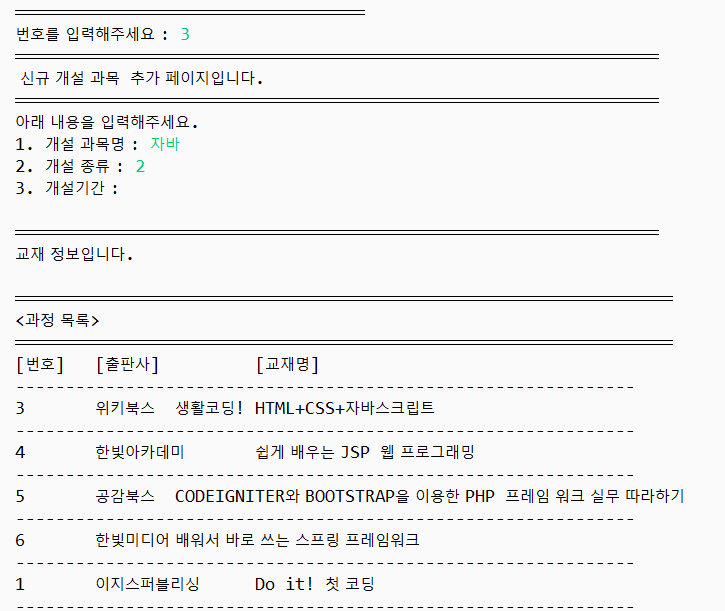 번호를 입력해주세요 : 3
신규 개설 과목 추가 페이지입니다.
아래 내용을 입력해주세요.
1. 개설 과목명 : 자바
2. 개설 종류 : 2
3. 개설기간 :
교재 정보입니다.
<과정 목록>
[번호] [출판사] [교재명]
3 위키북스 생활코딩! HTML+CSS+자바스크립트
4 한빛아카데미 쉽게 배우는 JSP 웹 프로그래밍
5 공감북스 CODEIGNITER와 BOOTSTRAP을 이용한 PHP 프레임 워크 실무 따라하기
6 한빛미디어 배워서 바로 쓰는 스프링 프레임워크
1 이지스퍼블리싱 Do it! 첫 코딩